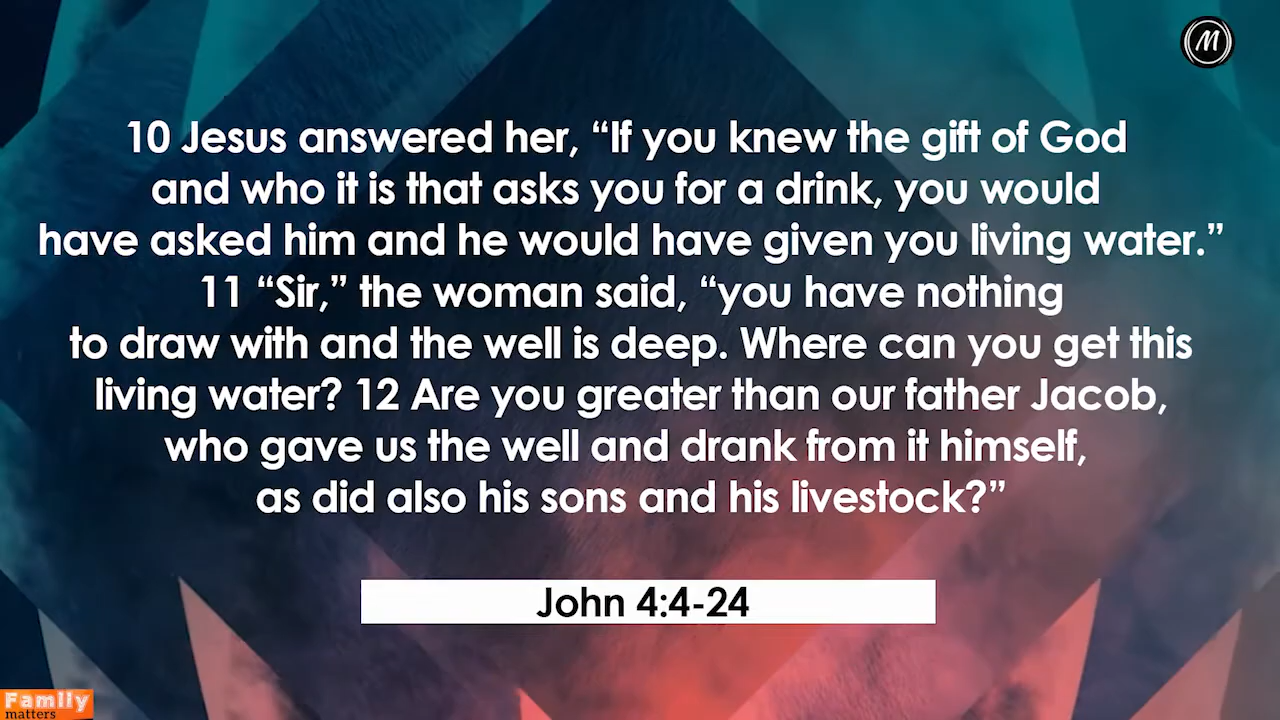 M
10 Jesus answered her, “If you knew the gift of God
and who it is that asks you for a drink, you would
have asked him and he would have given you living water.”
11 “Sir,” the woman said, “you have nothing
to draw with and the well is deep. Where can you get this
living water? 12 Are you greater than our father Jacob,
who gave us the well and drank from it himself,
as did also his sons and his livestock?”
John 4:4-24
Family
matters